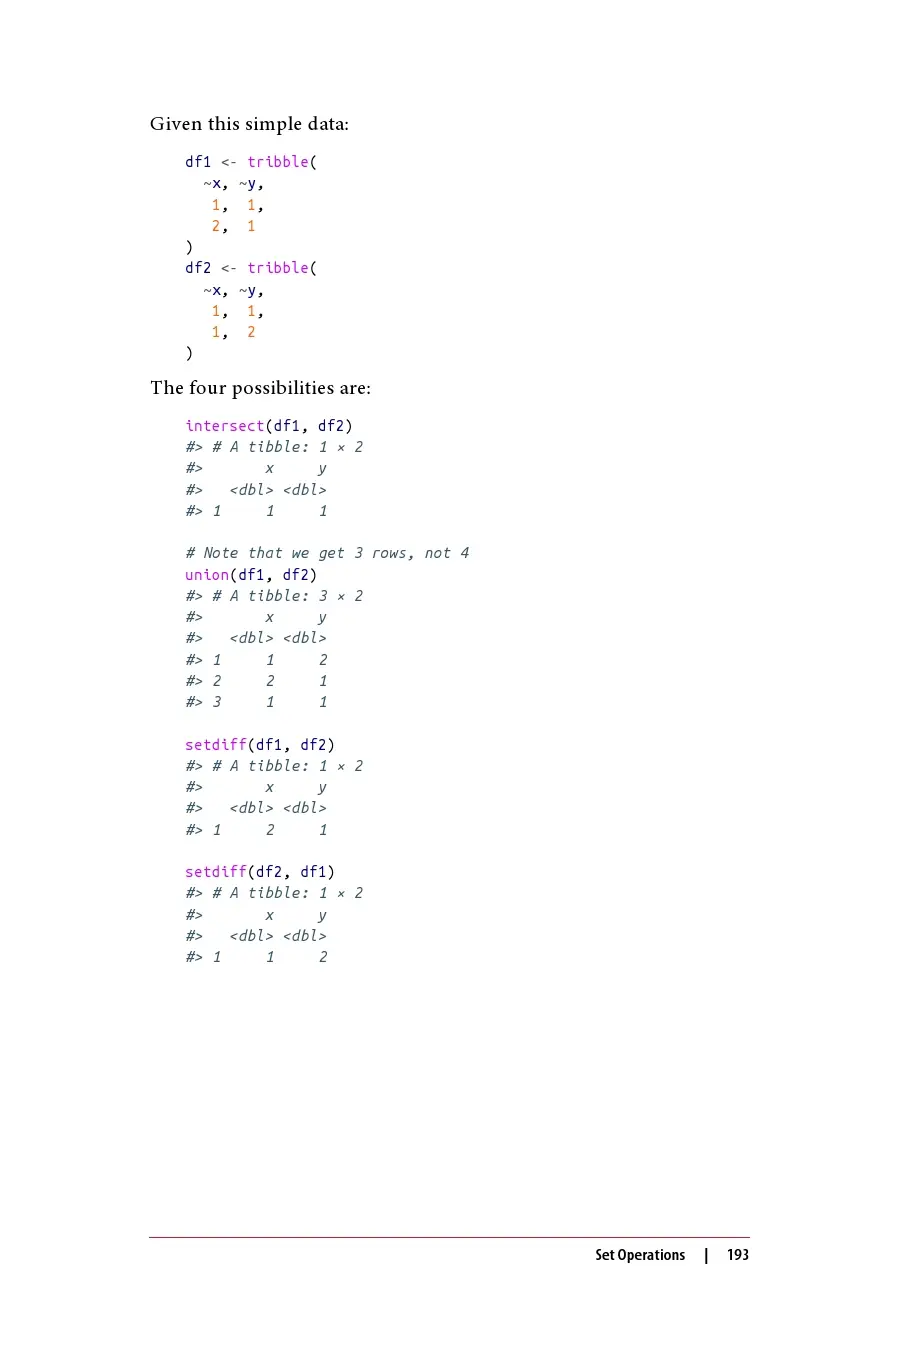 Given this simple data:
df1 <- tribble(
  ~x, ~y,
   1,  1,
   2,  1
)
df2 <- tribble(
  ~x, ~y,
   1,  1,
   1,  2
)
The four possibilities are:
intersect(df1, df2)
#> # A tibble: 1 × 2
#>       x     y
#>   <dbl> <dbl>
#> 1     1     1
# Note that we get 3 rows, not 4
union(df1, df2)
#> # A tibble: 3 × 2
#>       x     y
#>   <dbl> <dbl>
#> 1     1     2
#> 2     2     1
#> 3     1     1
setdiff(df1, df2)
#> # A tibble: 1 × 2
#>       x     y
#>   <dbl> <dbl>
#> 1     2     1
setdiff(df2, df1)
#> # A tibble: 1 × 2
#>       x     y
#>   <dbl> <dbl>
#> 1     1     2
Set Operations | 193